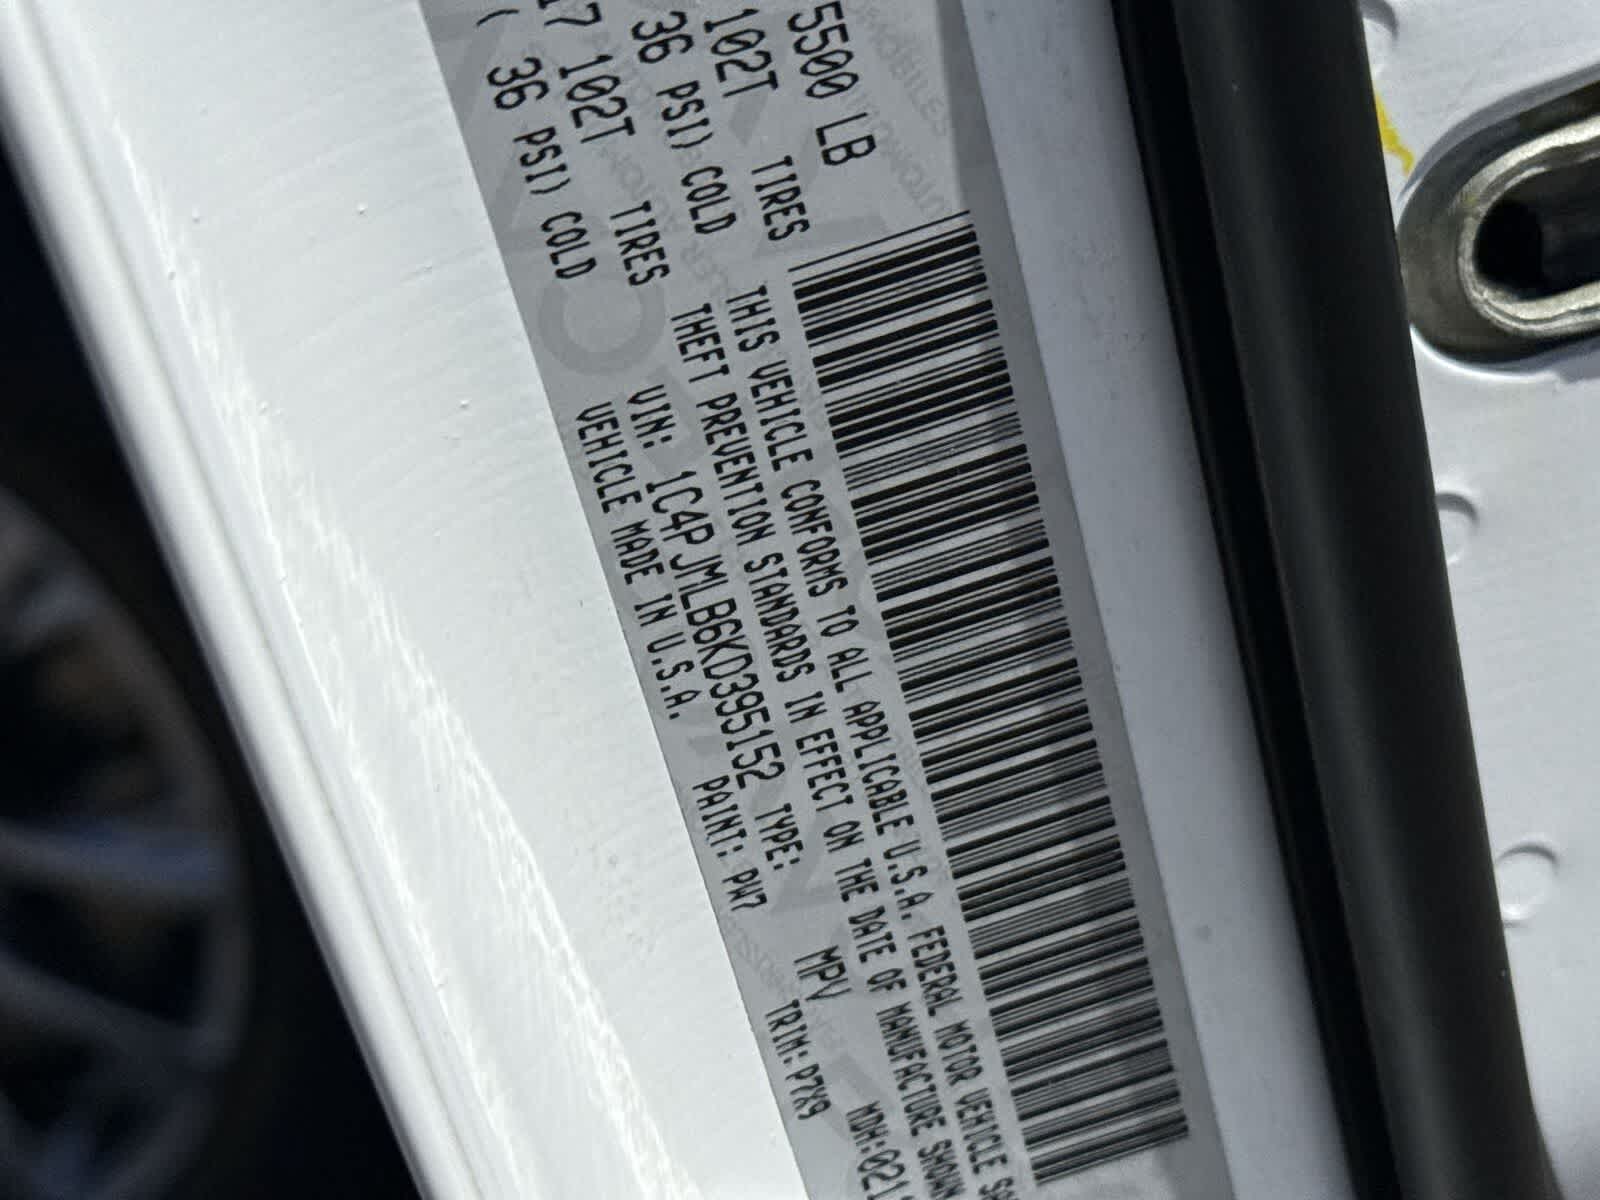 5500 LB
102T TIRES
36 PSI) COLD
17 102T TIRES
( 36 PSI) COLD
THIS VEHICLE CONFORMS TO ALL APPLICABLE U.S.A. FEDERAL MOTOR VEHICLE
THEFT PREVENTION STANDARDS IN EFFECT ON THE DATE OF MANUFACTURE SHOWN
VIN: 1C4PJMLB6KD395152 TYPE: MPV MDH:021
VEHICLE MADE IN U.S.A. PAINT: PW7 TRIM: P7X9